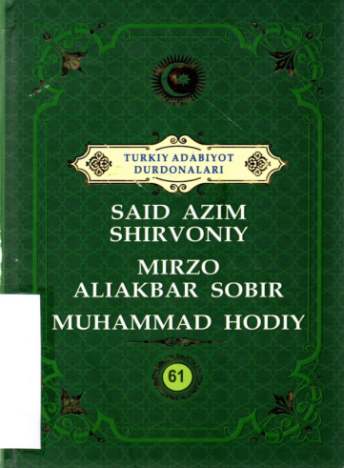 TURKIY ADABIYOT
DURDONALARI
SAID AZIM
SHIRVONIY
MIRZO
ALIAKBAR SOBIR
MUHAMMAD HODIY
61